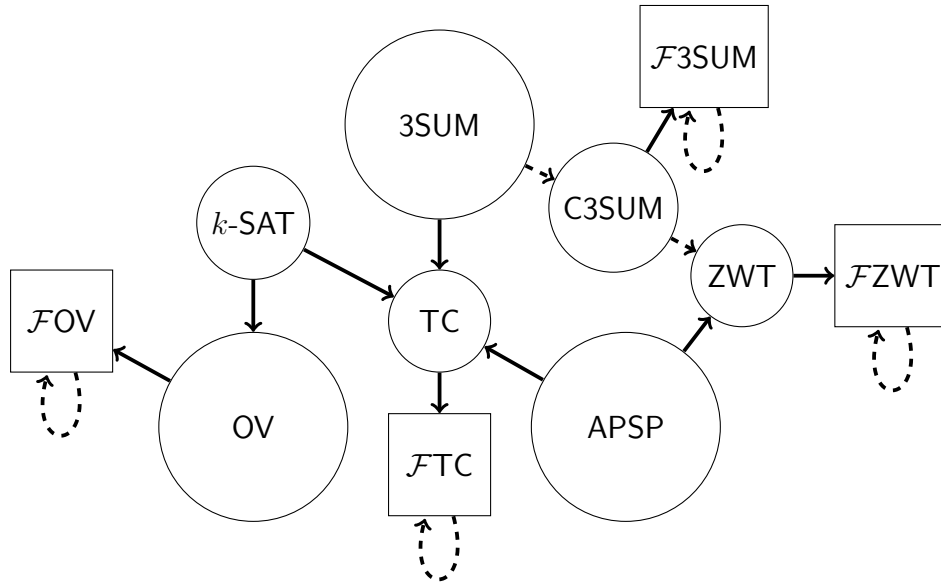 ℱ3SUM
3SUM
C3SUM
k-SAT
ZWT
ℱZWT
ℱOV
TC
OV
APSP
ℱTC